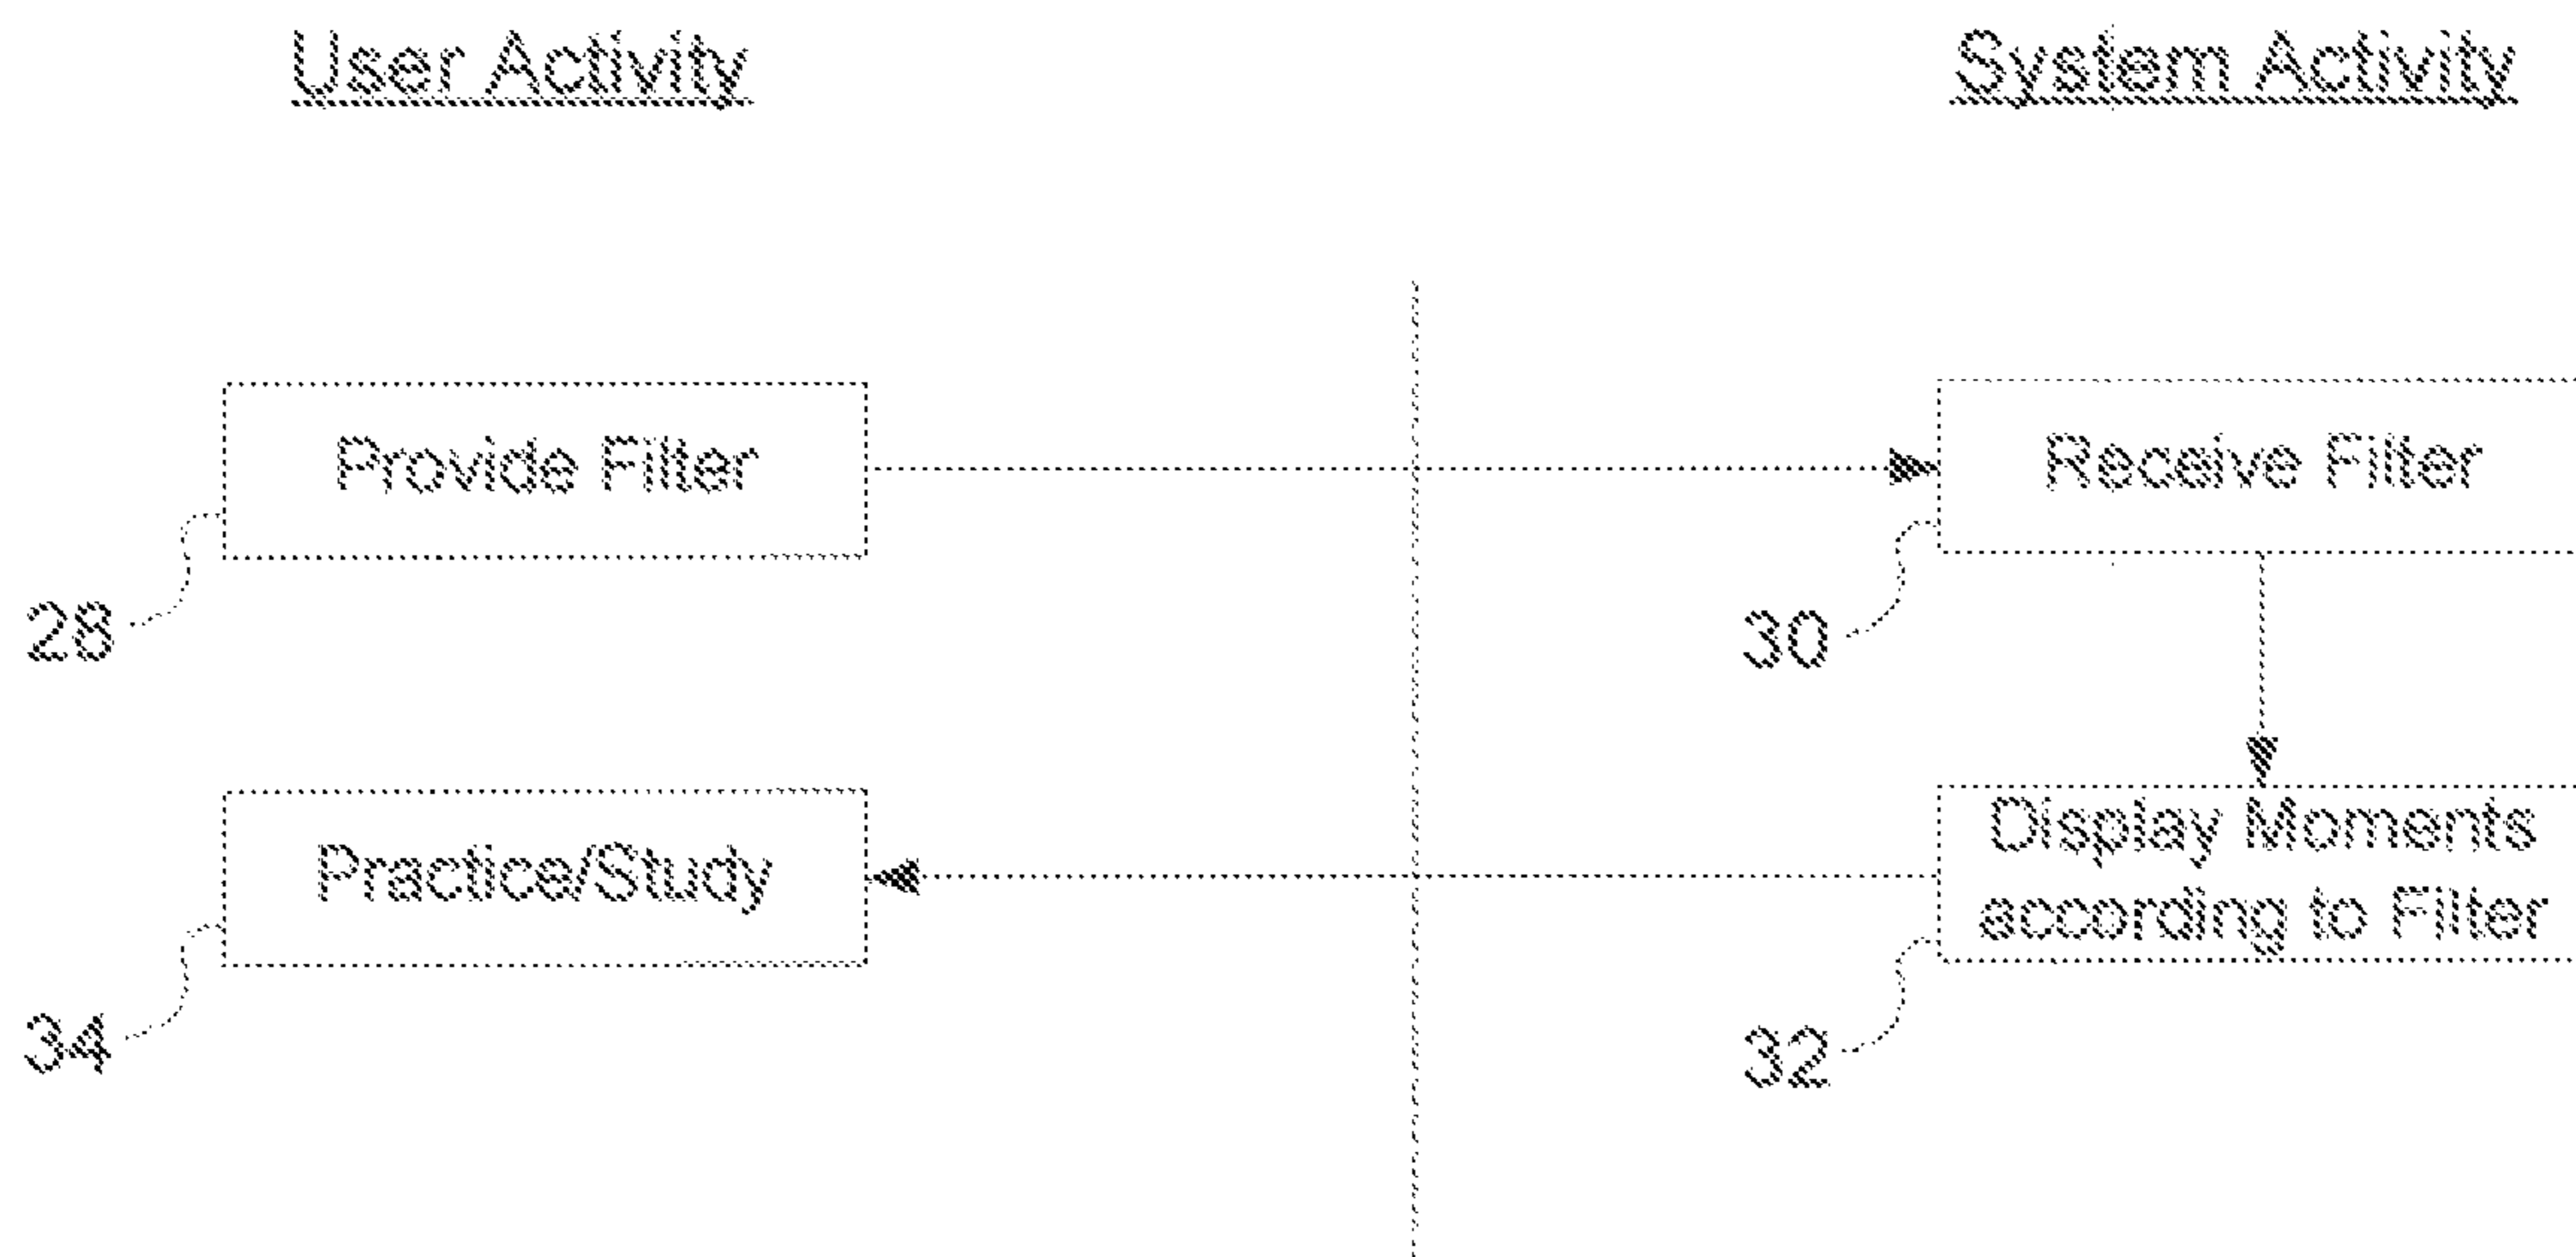 User Activity
System Activity
Provide Filter
Receive Filter
28
30
Practice/Study
Display Moments
according to Filter
34
32